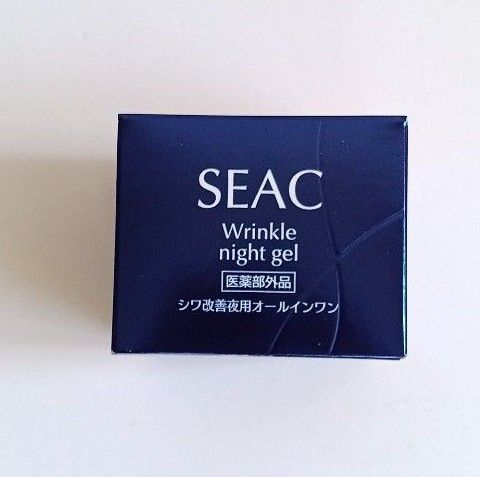 SEAC
Wrinkle
night gel
医薬部外品
シワ改善夜用オールインワン